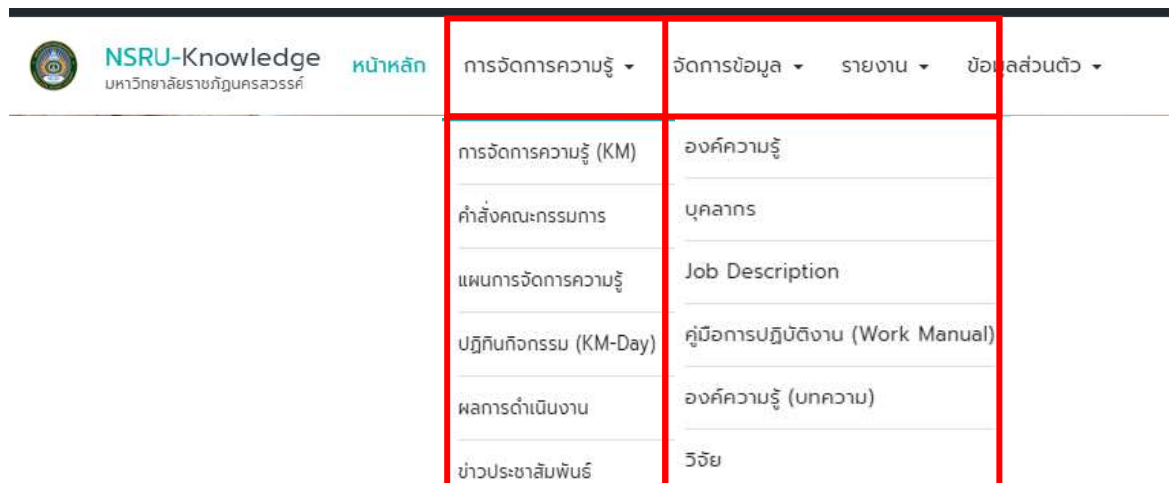 NSRU-Knowledge
มหาวิทยาลัยราชภัฏนครสวรรค์
หน้าหลัก การจัดการความรู้ จัดการข้อมูล รายงาน ข้อมูลส่วนตัว
การจัดการความรู้ (KM)
คำสั่งคณะกรรมการ
แผนการจัดการความรู้
ปฏิทินกิจกรรม (KM-Day)
ผลการดำเนินงาน
ข่าวประชาสัมพันธ์
องค์ความรู้
บุคลากร
Job Description
คู่มือการปฏิบัติงาน (Work Manual)
องค์ความรู้ (บทความ)
วิจัย